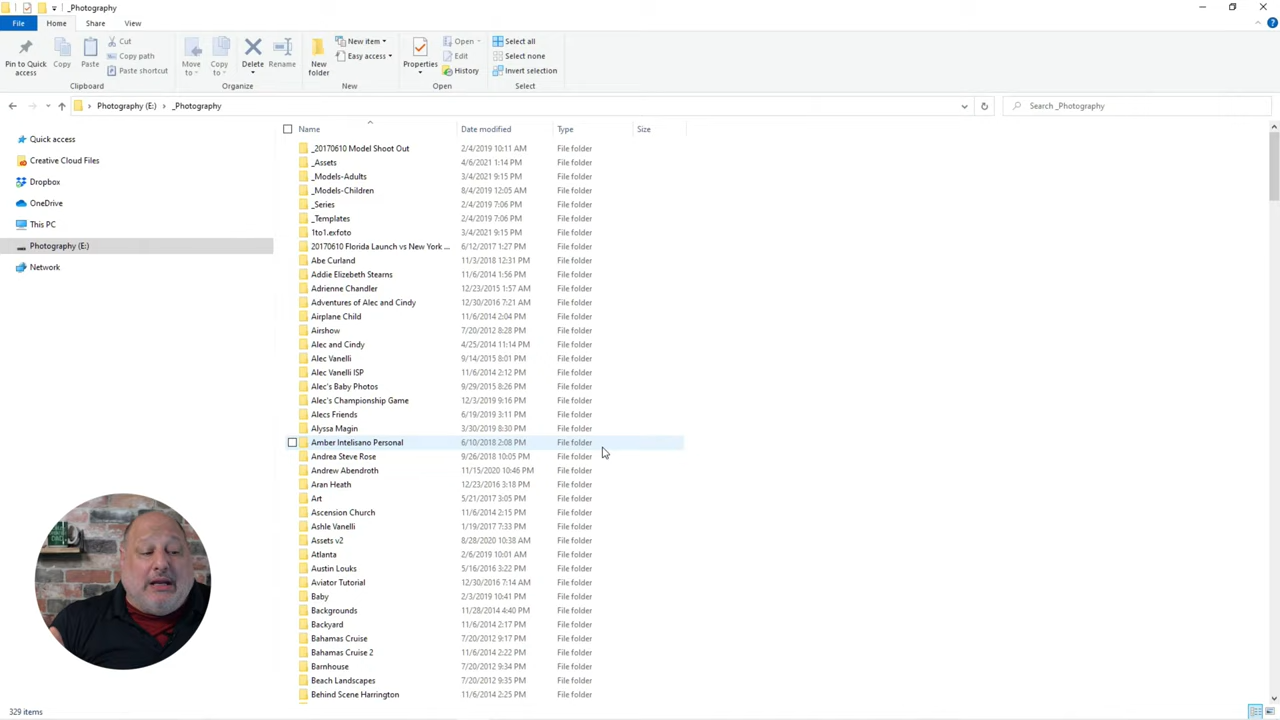 _Photography
File Home Share View
Pin to Quick access
Copy
Paste
Cut
Copy path
Paste shortcut
Clipboard
Move to
Copy to
Delete
Rename
Organize
New folder
New item
Easy access
New
Properties
Open
Edit
History
Open
Select all
Select none
Invert selection
Select
Photography (E:) > _Photography
Search _Photography
Quick access
Creative Cloud Files
Dropbox
OneDrive
This PC
Photography (E:)
Network
Name Date modified Type Size
_20170610 Model Shoot Out 2/4/2019 10:11 AM File folder
_Assets 4/6/2021 1:14 PM File folder
_Models-Adults 3/4/2021 9:15 PM File folder
_Models-Children 8/4/2019 12:05 AM File folder
_Series 2/4/2019 7:06 PM File folder
_Templates 2/4/2019 7:06 PM File folder
1to1.exfoto 3/4/2021 9:15 PM File folder
20170610 Florida Launch vs New York ... 6/12/2017 1:27 PM File folder
Abe Curland 11/3/2018 12:31 PM File folder
Addie Elizebeth Stearns 11/6/2014 1:56 PM File folder
Adrienne Chandler 12/23/2015 1:57 AM File folder
Adventures of Alec and Cindy 12/30/2016 7:21 AM File folder
Airplane Child 11/6/2014 2:04 PM File folder
Airshow 7/20/2012 8:28 PM File folder
Alec and Cindy 4/25/2014 11:14 PM File folder
Alec Vanelli 9/14/2015 8:01 PM File folder
Alec Vanelli ISP 11/6/2014 2:12 PM File folder
Alec's Baby Photos 9/29/2015 8:26 PM File folder
Alec's Championship Game 12/3/2019 9:16 PM File folder
Alecs Friends 6/19/2019 3:11 PM File folder
Alyssa Magin 3/30/2019 8:30 PM File folder
Amber Intelisano Personal 6/10/2018 2:08 PM File folder
Andrea Steve Rose 9/26/2018 10:05 PM File folder
Andrew Abendroth 11/15/2020 10:46 PM File folder
Aran Heath 12/23/2016 3:18 PM File folder
Art 5/21/2017 3:05 PM File folder
Ascension Church 11/6/2014 2:15 PM File folder
Ashle Vanelli 1/19/2017 7:33 PM File folder
Assets v2 8/28/2020 10:38 AM File folder
Atlanta 2/6/2019 10:01 AM File folder
Austin Louks 5/16/2016 3:22 PM File folder
Aviator Tutorial 12/30/2016 7:14 AM File folder
Baby 2/3/2019 10:41 PM File folder
Backgrounds 11/28/2014 4:40 PM File folder
Backyard 11/6/2014 2:17 PM File folder
Bahamas Cruise 7/20/2012 9:17 PM File folder
Bahamas Cruise 2 11/6/2014 2:22 PM File folder
Barnhouse 7/20/2012 9:34 PM File folder
Beach Landscapes 7/20/2012 9:35 PM File folder
Behind Scene Harrington 11/6/2014 2:25 PM File folder
329 items